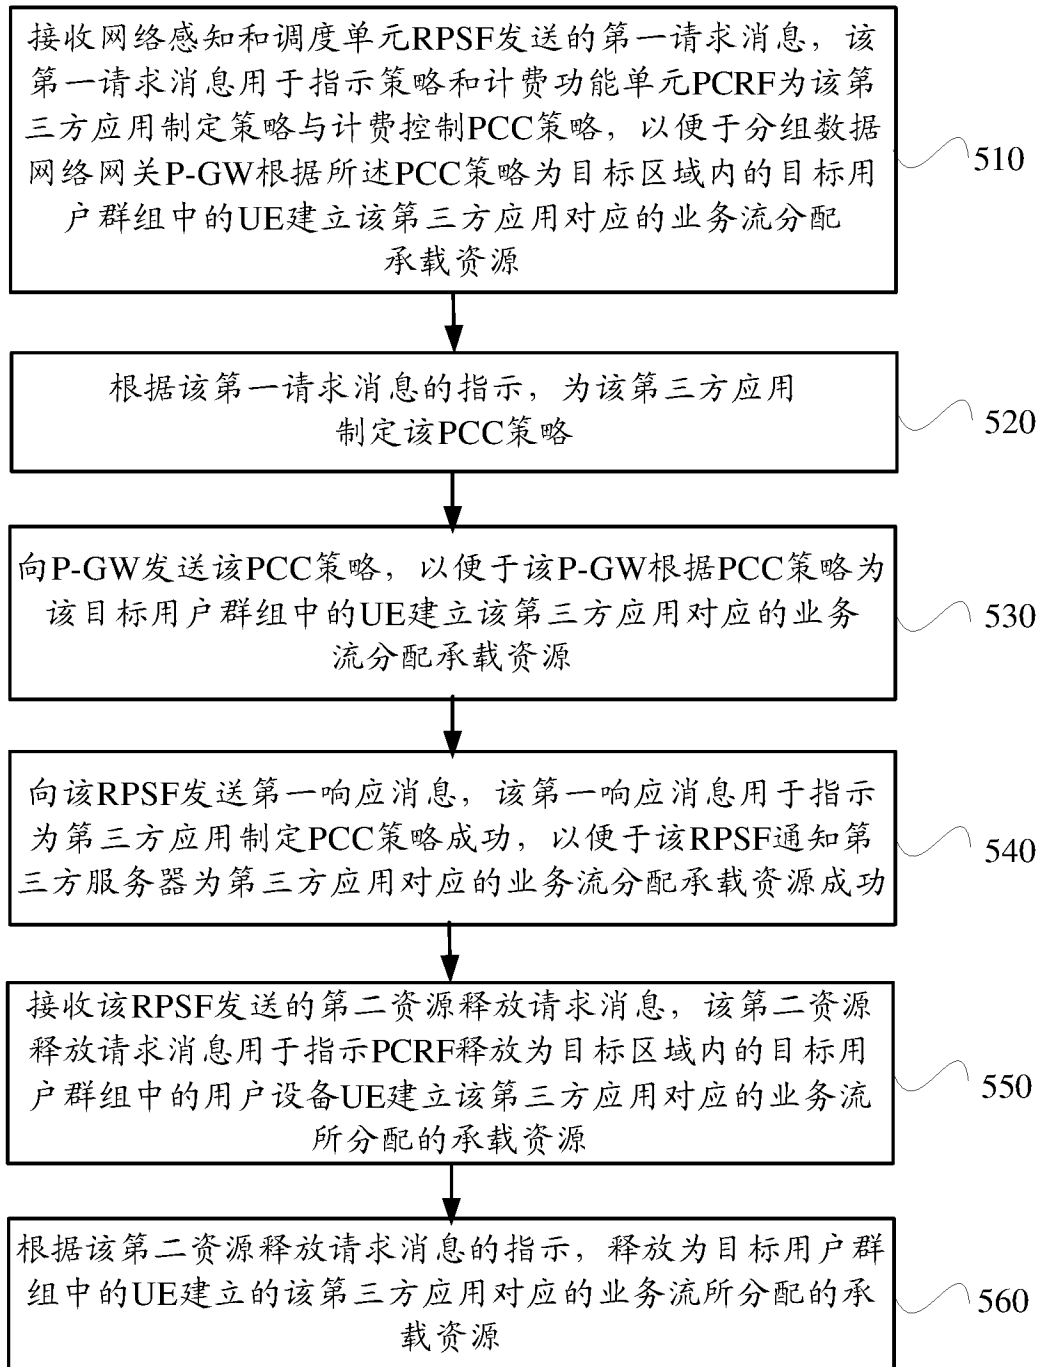 接收网络感知和调度单元RPSF发送的第一请求消息，该
第一请求消息用于指示策略和计费功能单元PCRF为该第
三方应用制定策略与计费控制PCC策略，以便于分组数据
网络网关P-GW根据所述PCC策略为目标区域内的目标用
户群组中的UE建立该第三方应用对应的业务流分配
承载资源
510
根据该第一请求消息的指示，为该第三方应用
制定该PCC策略
520
向P-GW发送该PCC策略，以便于该P-GW根据PCC策略为
该目标用户群组中的UE建立该第三方应用对应的业务
流分配承载资源
530
向该RPSF发送第一响应消息，该第一响应消息用于指示
为第三方应用制定PCC策略成功，以便于该RPSF通知第
三方服务器为第三方应用对应的业务流分配承载资源成功
540
接收该RPSF发送的第二资源释放请求消息，该第二资源
释放请求消息用于指示PCRF释放为目标区域内的目标用
户群组中的用户设备UE建立该第三方应用对应的业务流
所分配的承载资源
550
根据该第二资源释放请求消息的指示，释放为目标用户群
组中的UE建立的该第三方应用对应的业务流所分配的承
载资源
560